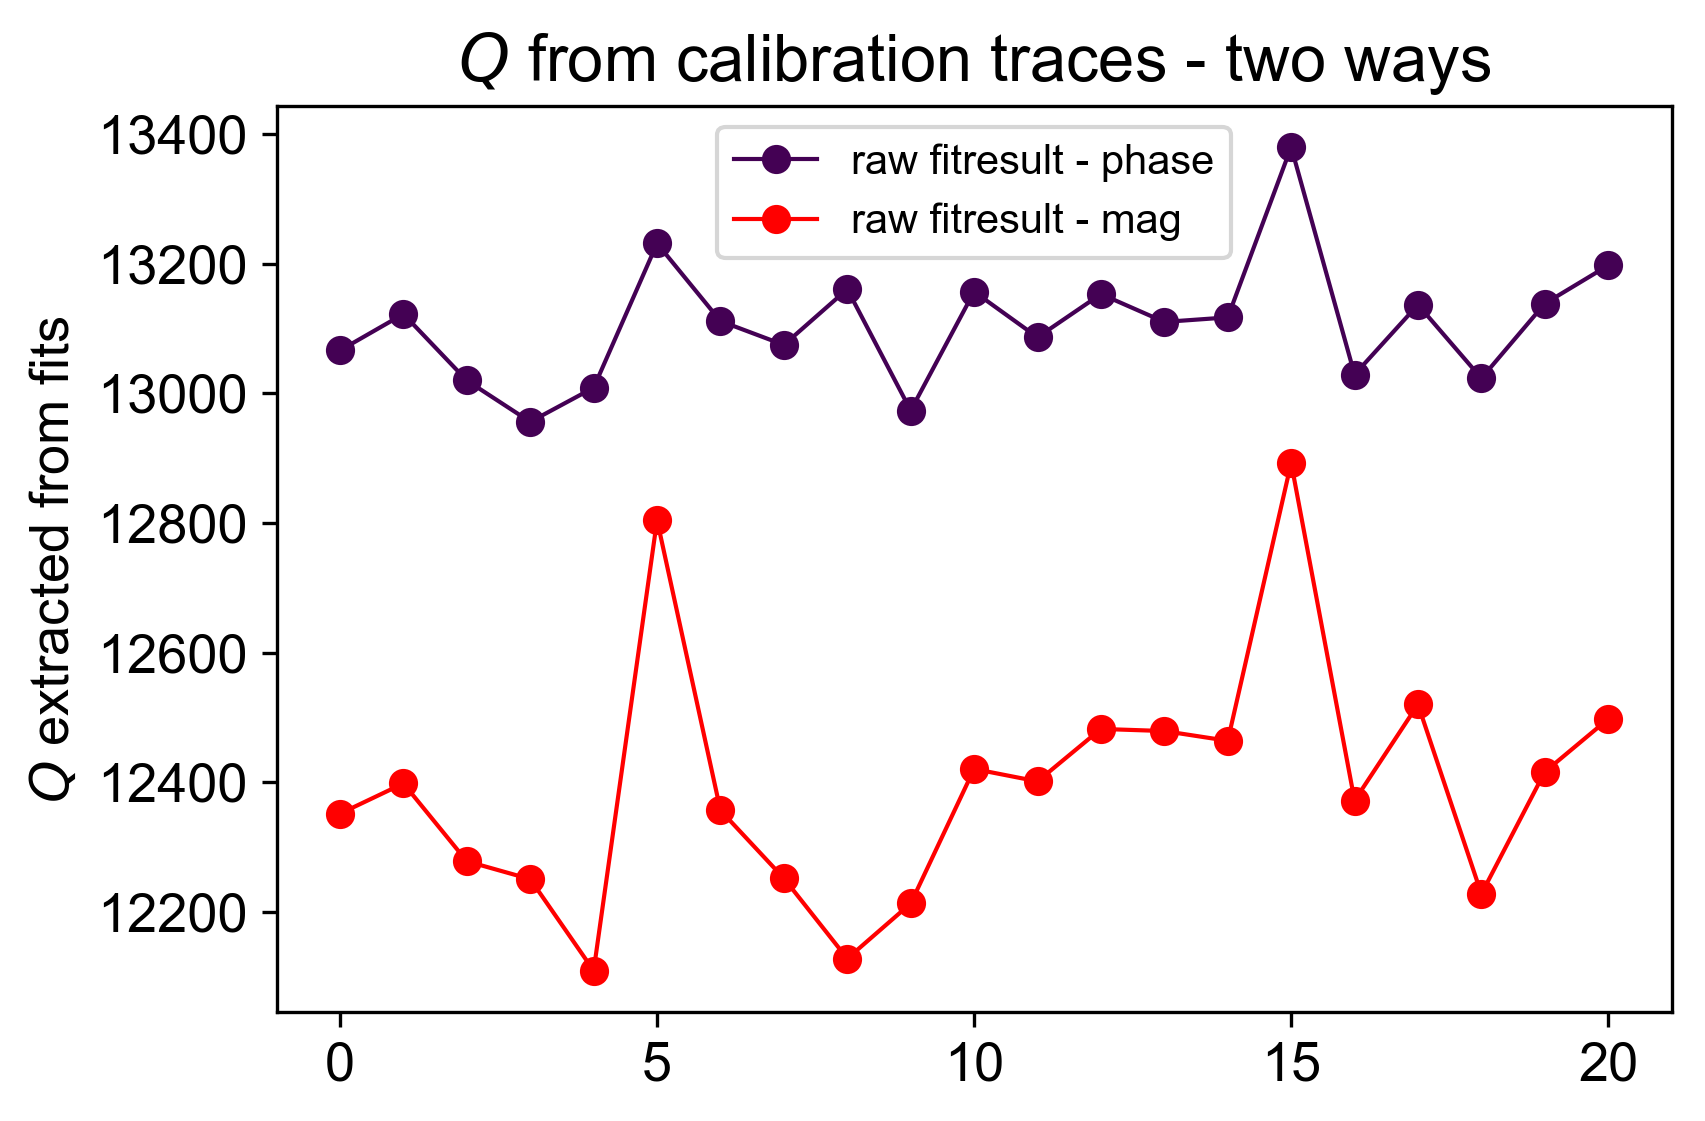 Q from calibration traces - two ways
raw fitresult - phase
raw fitresult - mag
Q extracted from fits
13400
13200
13000
12800
12600
12400
12200
0 5 10 15 20